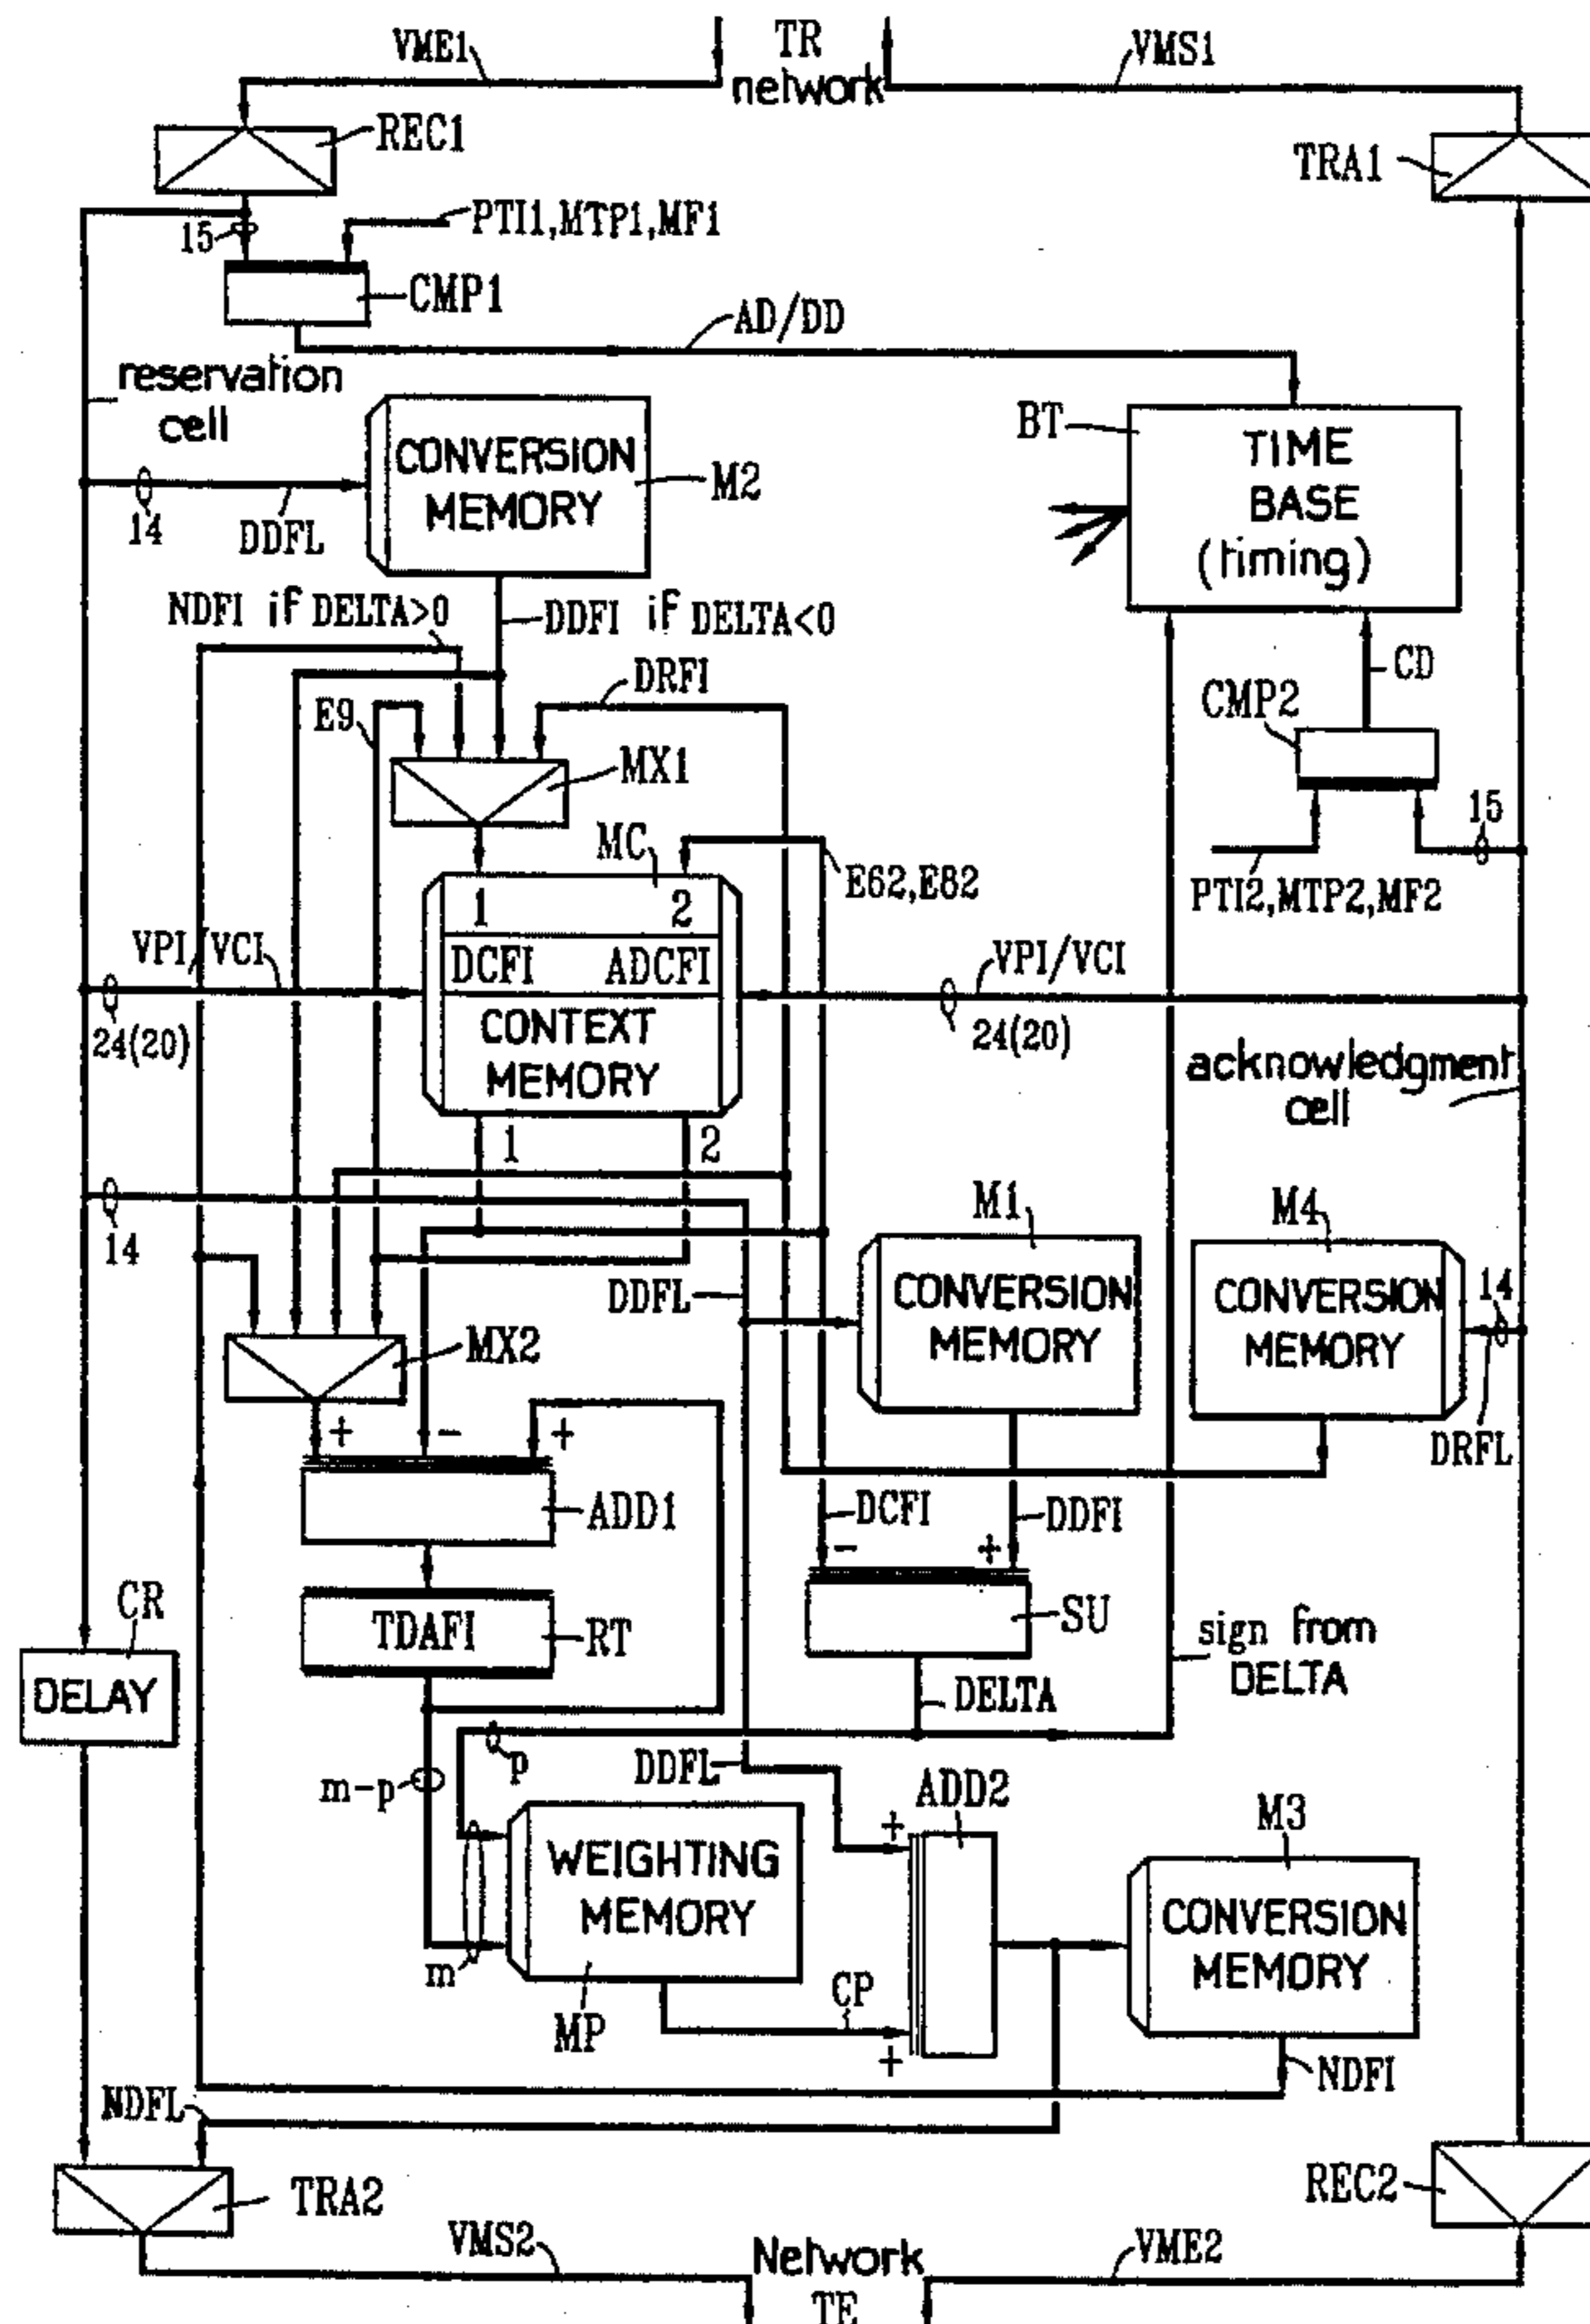 VME1
TR
network
VMS1
REC1
TRA1
15
PTI1,MTP1,MF1
CMP1
AD/DD
reservation
cell
BT
TIME
BASE
(timing)
CONVERSION
MEMORY
M2
14
DDFL
NDFI if DELTA>0
DDFI if DELTA<0
CD
DRFI
E9
CMP2
MX1
15
MC
E62,E82
PTI2,MTP2,MF2
1
2
VPI/VCI
DCFI
ADCFI
VPI/VCI
24(20)
CONTEXT
MEMORY
24(20)
acknowledgment
cell
1
2
14
M1
M4
DDFL
CONVERSION
MEMORY
CONVERSION
MEMORY
14
MX2
+
-
+
DRFL
ADD1
DCFI
DDFI
-
+
CR
TDAFI
RT
SU
sign from
DELTA
DELAY
DELTA
p
m-p
DDFL
ADD2
+
M3
WEIGHTING
MEMORY
CONVERSION
MEMORY
m
CP
MP
+
NDFI
NDFL
TRA2
REC2
VMS2
Network
TE
VME2